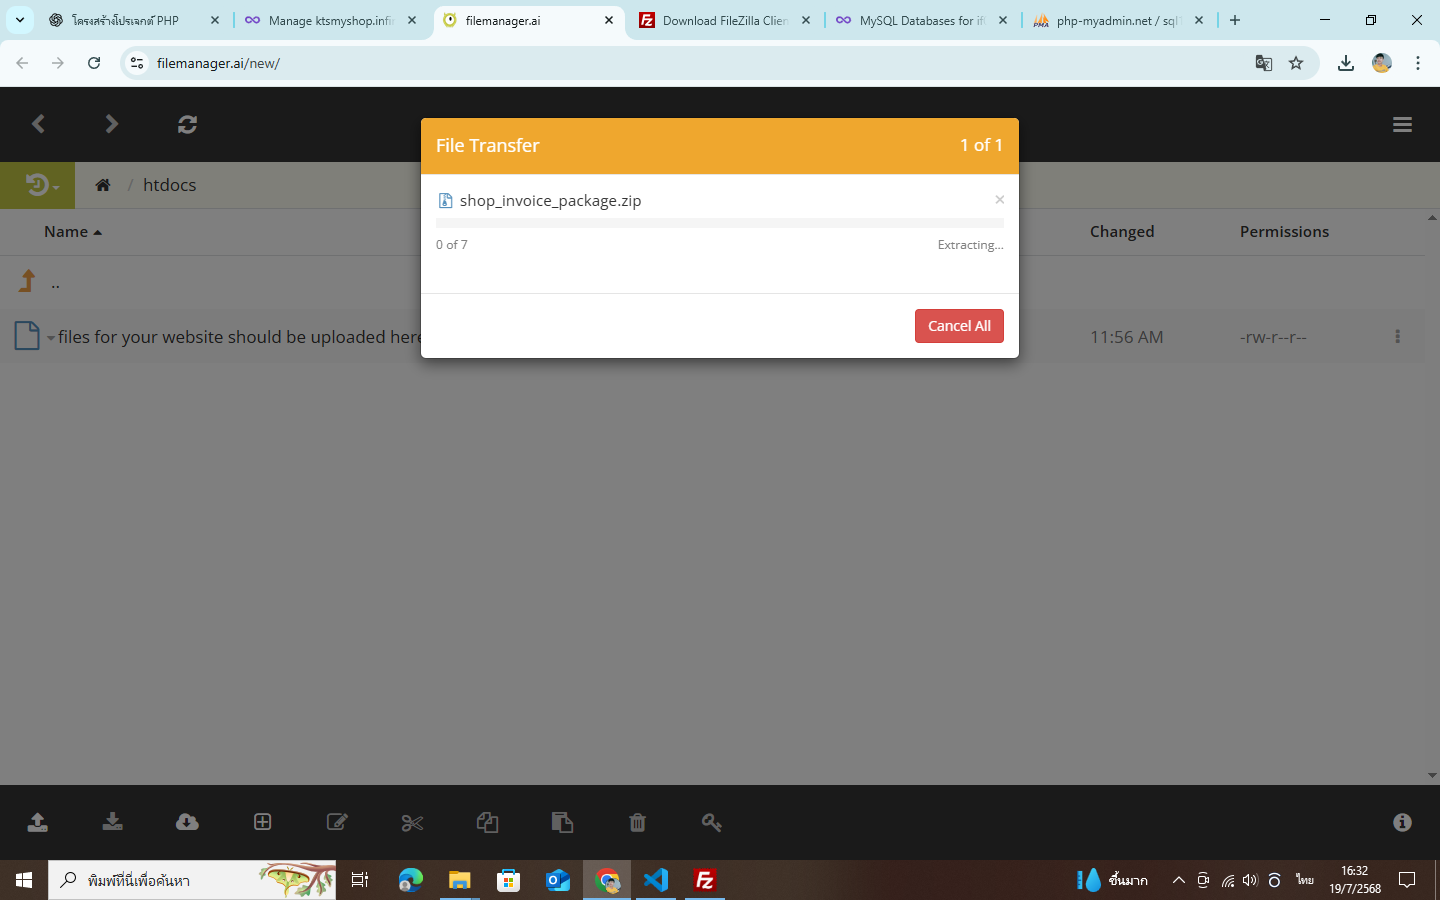 โครงสร้างโปรเจกต์ PHP
Manage ktsmyshop.infin
filemanager.ai
Download FileZilla Clien
MySQL Databases for if
php-myadmin.net / sql
filemanager.ai/new/
File Transfer
1 of 1
shop_invoice_package.zip
0 of 7
Extracting...
Cancel All
/ htdocs
Name
Changed
Permissions
..
files for your website should be uploaded here
11:56 AM
-rw-r--r--
พิมพ์ที่นี่เพื่อค้นหา
ชื้นมาก
ไทย
16:32
19/7/2568